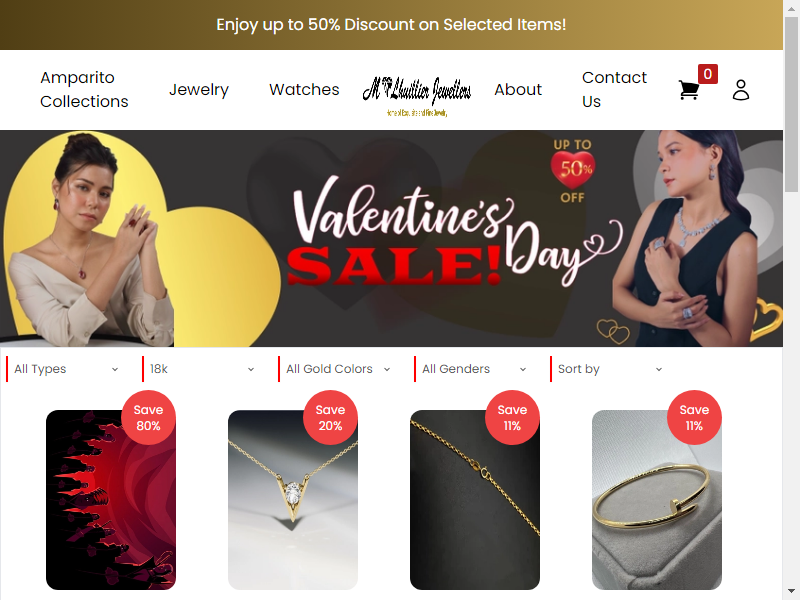 Enjoy up to 50% Discount on Selected Items!
Amparito
Collections
Jewelry
Watches
M Lhuillier Jewellers
About
Contact
Us
0
UP TO
50%
OFF
Valentine's
Day
SALE!
All Types
18k
All Gold Colors
All Genders
Sort by
Save
80%
Save
20%
Save
11%
Save
11%